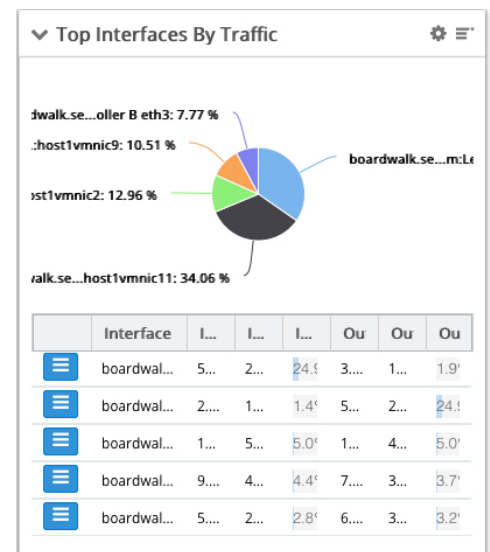 Top Interfaces By Traffic
dwalk.se...oller B eth3: 7.77 %
.:host1vmnic9: 10.51 %
boardwalk.se...m:Le
ost1vmnic2: 12.96 %
valk.se...host1vmnic11: 34.06 %
Interface I... I... I... Ou Ou Ou
boardwal... 5... 2... 24.9 3.... 1... 1.9%
boardwal... 2.... 1... 1.4% 5... 2... 24.9
boardwal... 1... 5... 5.0% 1... 4... 5.0%
boardwal... 9.... 4... 4.4% 7.... 3... 3.7%
boardwal... 5.... 2... 2.8% 6.... 3... 3.2%